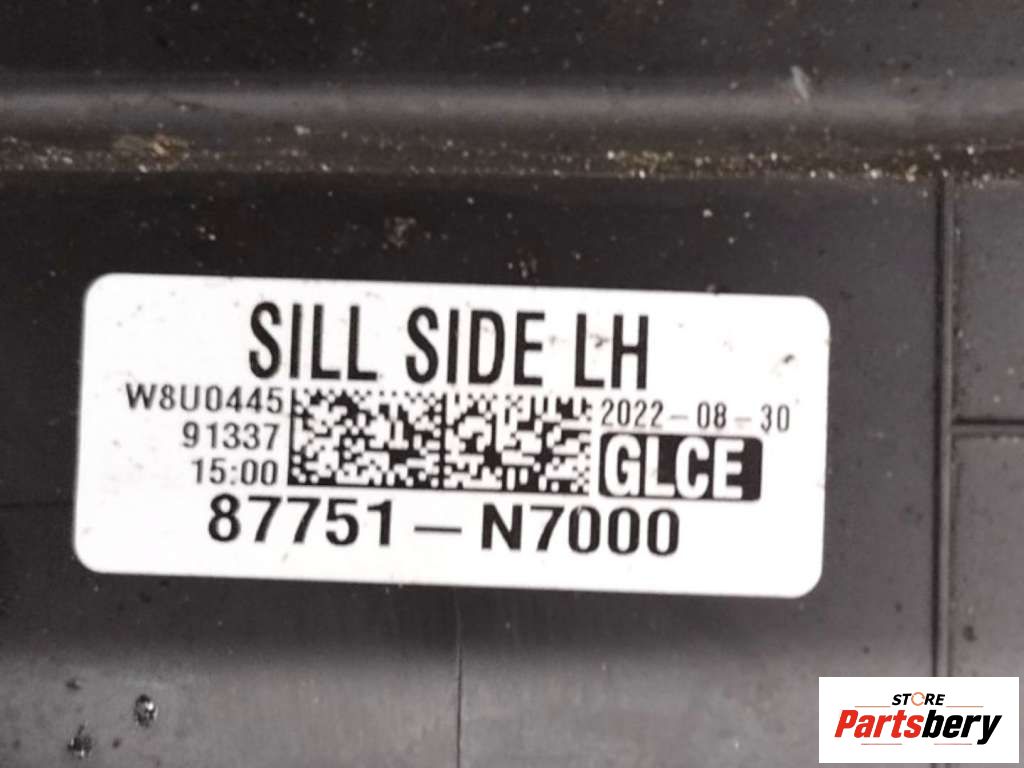 SILL SIDE LH
W8U0445
91337
15:00
2022-08-30
GLCE
87751-N7000
STORE
Partsbery